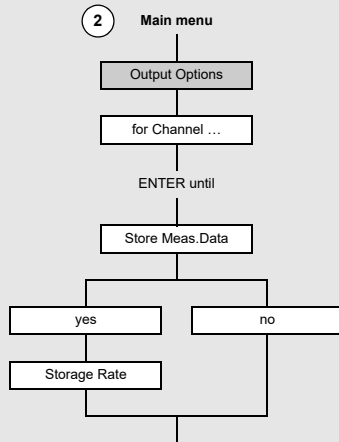 2 Main menu
Output Options
for Channel …
ENTER until
Store Meas.Data
yes no
Storage Rate